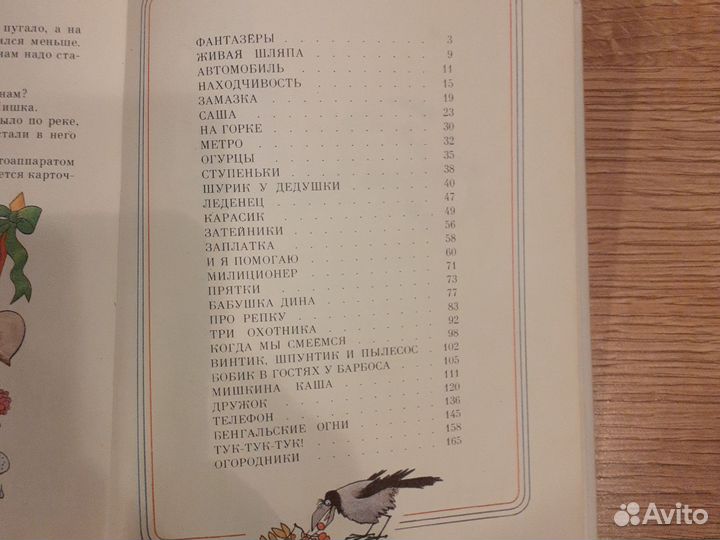 пугало, а на
ился меньше.
нам надо ста-
нам?
ишка.
ыло по реке,
стали в него
тоаппаратом
ется карточ-
ФАНТАЗЁРЫ 3
ЖИВАЯ ШЛЯПА 9
АВТОМОБИЛЬ 11
НАХОДЧИВОСТЬ 15
ЗАМАЗКА 19
САША 23
НА ГОРКЕ 30
МЕТРО 32
ОГУРЦЫ 35
СТУПЕНЬКИ 38
ШУРИК У ДЕДУШКИ 40
ЛЕДЕНЕЦ 47
КАРАСИК 49
ЗАТЕЙНИКИ 56
ЗАПЛАТКА 58
И Я ПОМОГАЮ 60
МИЛИЦИОНЕР 71
ПРЯТКИ 73
БАБУШКА ДИНА 77
ПРО РЕПКУ 83
ТРИ ОХОТНИКА 92
КОГДА МЫ СМЕЁМСЯ 98
ВИНТИК, ШПУНТИК И ПЫЛЕСОС 102
БОБИК В ГОСТЯХ У БАРБОСА 105
МИШКИНА КАША 111
ДРУЖОК 120
ТЕЛЕФОН 136
БЕНГАЛЬСКИЕ ОГНИ 145
ТУК-ТУК-ТУК! 158
ОГОРОДНИКИ 165
Avito